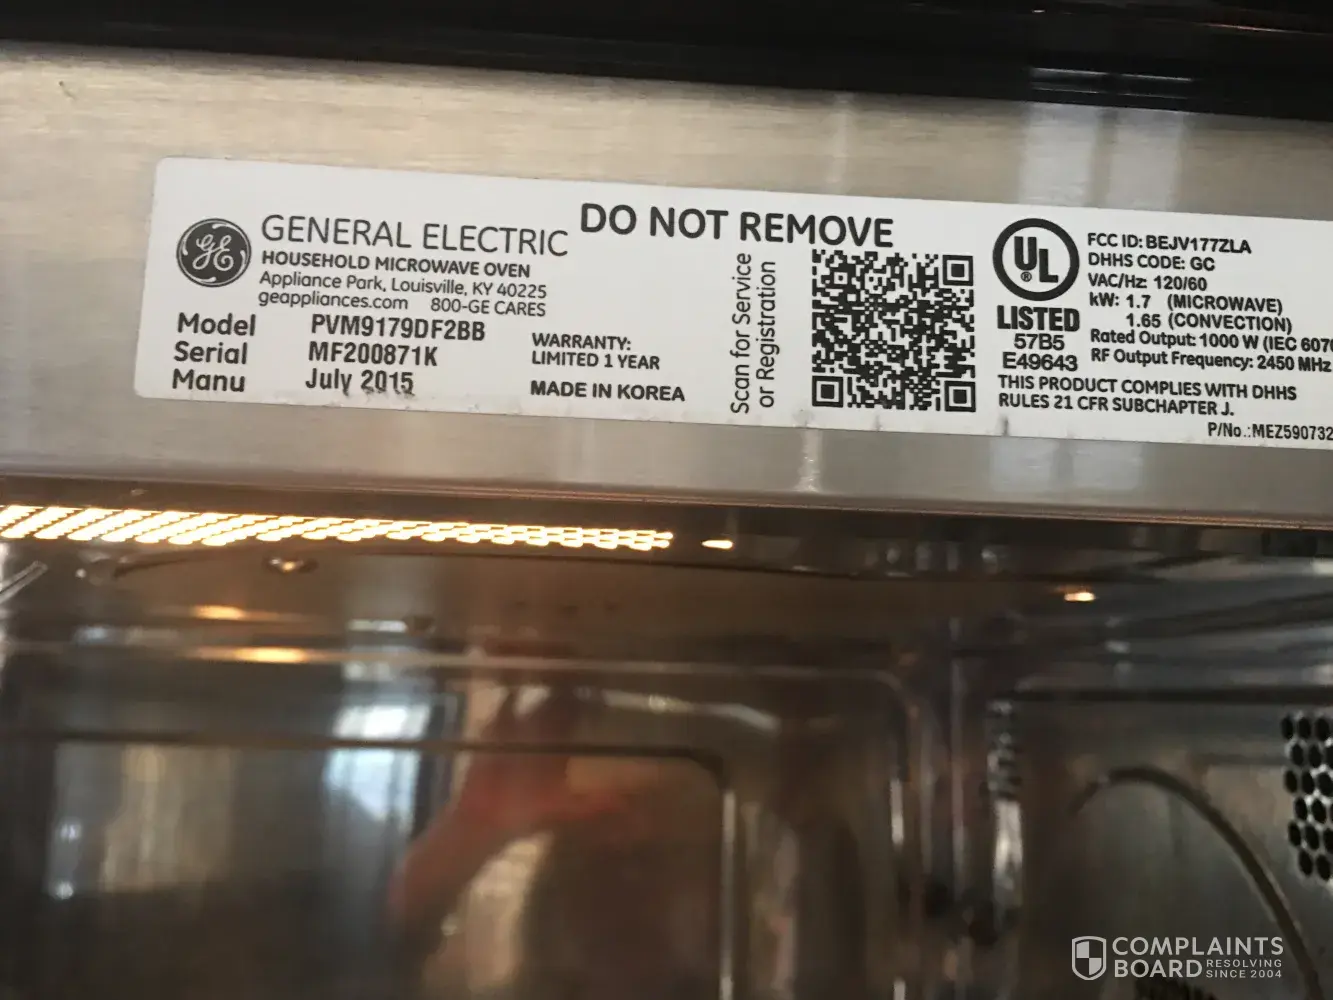 GE
GENERAL ELECTRIC
HOUSEHOLD MICROWAVE OVEN
Appliance Park, Louisville, KY 40225
geappliances.com 800-GE CARES
Model PVM9179DF2BB
Serial MF200871K
Manu July 2015
WARRANTY:
LIMITED 1 YEAR
MADE IN KOREA
DO NOT REMOVE
Scan for Service
or Registration
UL
®
LISTED
57B5
E49643
FCC ID: BEJV177ZLA
DHHS CODE: GC
VAC/Hz: 120/60
kW: 1.7 (MICROWAVE)
1.65 (CONVECTION)
Rated Output: 1000 W (IEC 6070
RF Output Frequency: 2450 MHz
THIS PRODUCT COMPLIES WITH DHHS
RULES 21 CFR SUBCHAPTER J.
P/No.:MEZ590732
COMPLAINTS
BOARD RESOLVING
SINCE 2004